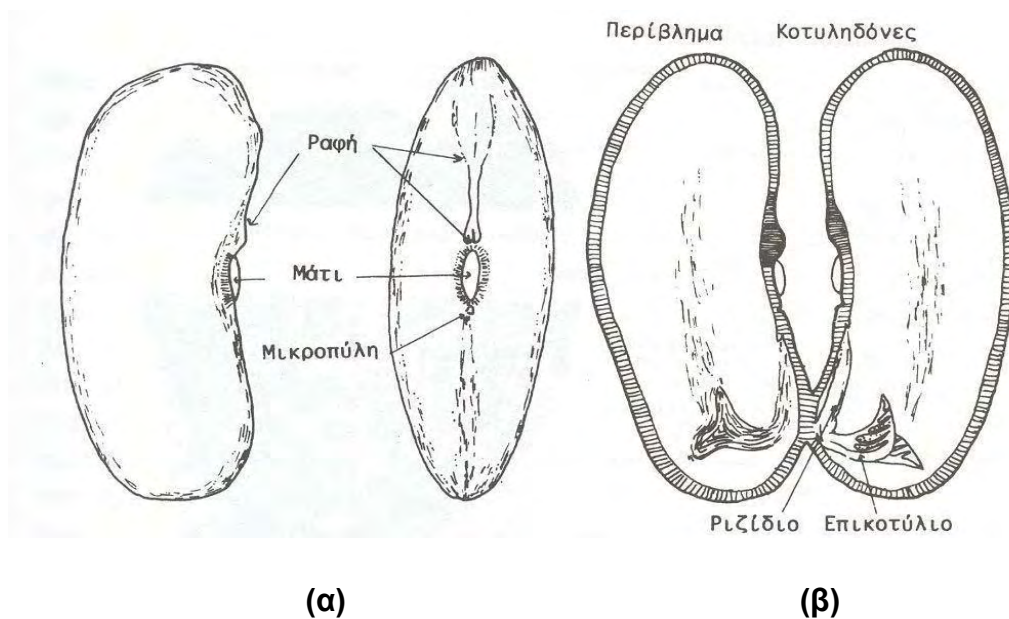 Περίβλημα Κοτυληδόνες
Ραφή
Μάτι
Μικροπύλη
Ριζίδιο Επικοτύλιο
(α) (β)